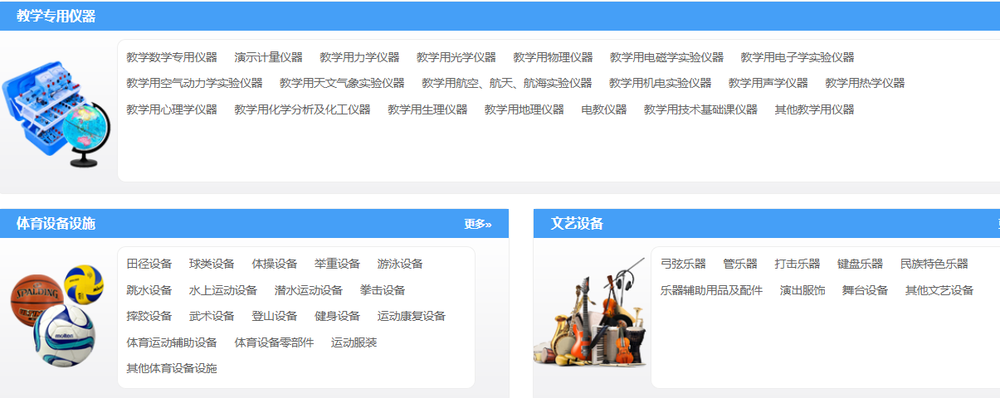 教学专用仪器
教学数学专用仪器 演示计量仪器 教学用力学仪器 教学用光学仪器 教学用物理仪器 教学用电磁学实验仪器 教学用电子学实验仪器
教学用空气动力学实验仪器 教学用天文气象实验仪器 教学用航空、航天、航海实验仪器 教学用机电实验仪器 教学用声学仪器 教学用热学仪器
教学用心理学仪器 教学用化学分析及化工仪器 教学用生理仪器 教学用地理仪器 电教仪器 教学用技术基础课仪器 其他教学用仪器
体育设备设施 更多»
SPALDING
molten
田径设备 球类设备 体操设备 举重设备 游泳设备
跳水设备 水上运动设备 潜水运动设备 拳击设备
摔跤设备 武术设备 登山设备 健身设备 运动康复设备
体育运动辅助设备 体育设备零部件 运动服装
其他体育设备设施
文艺设备
弓弦乐器 管乐器 打击乐器 键盘乐器 民族特色乐器
乐器辅助用品及配件 演出服饰 舞台设备 其他文艺设备